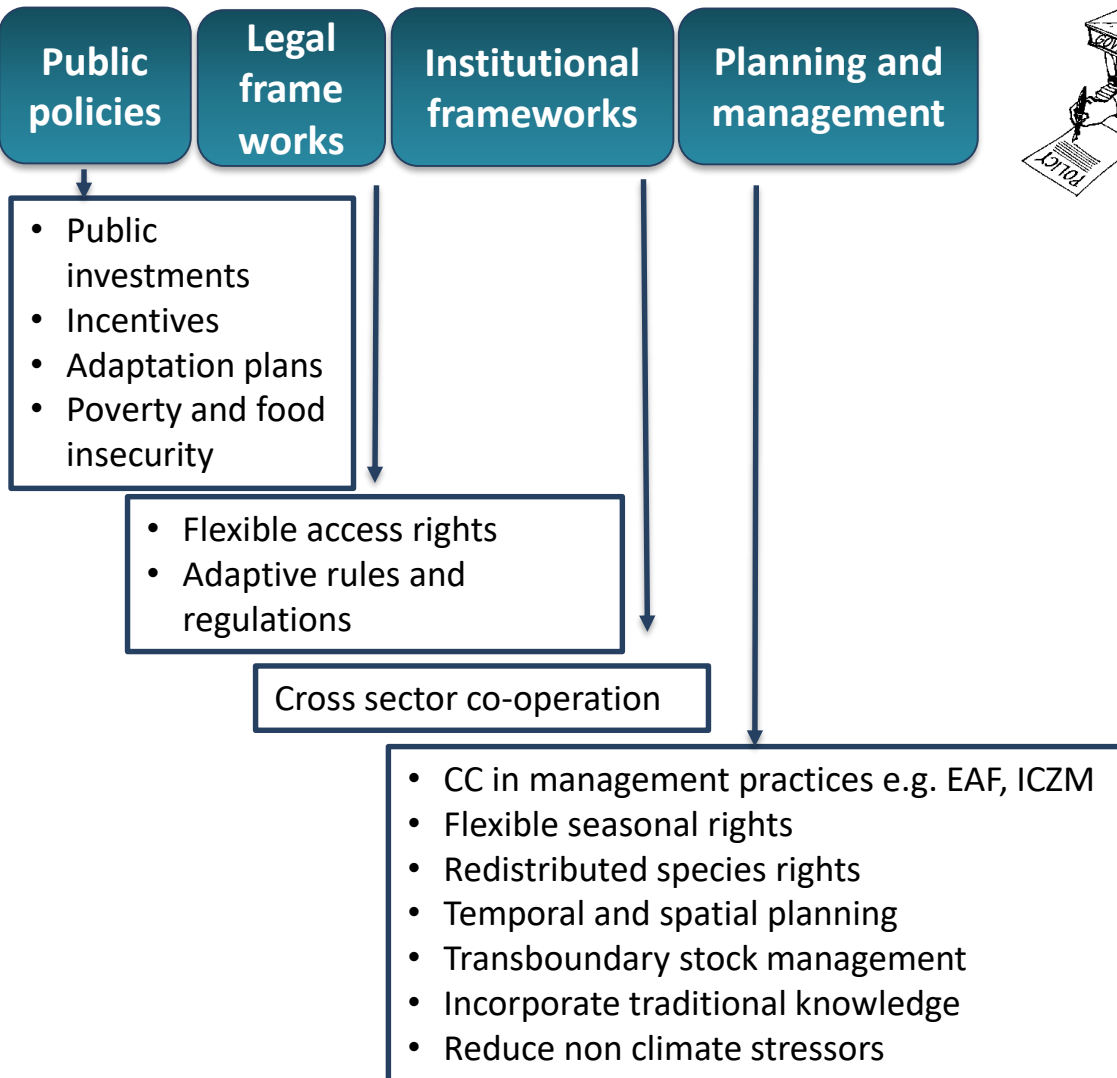 Public
policies
Legal
frame
works
Institutional
frameworks
Planning and
management
POLICY
• Public
investments
• Incentives
• Adaptation plans
• Poverty and food
insecurity
• Flexible access rights
• Adaptive rules and
regulations
Cross sector co-operation
• CC in management practices e.g. EAF, ICZM
• Flexible seasonal rights
• Redistributed species rights
• Temporal and spatial planning
• Transboundary stock management
• Incorporate traditional knowledge
• Reduce non climate stressors